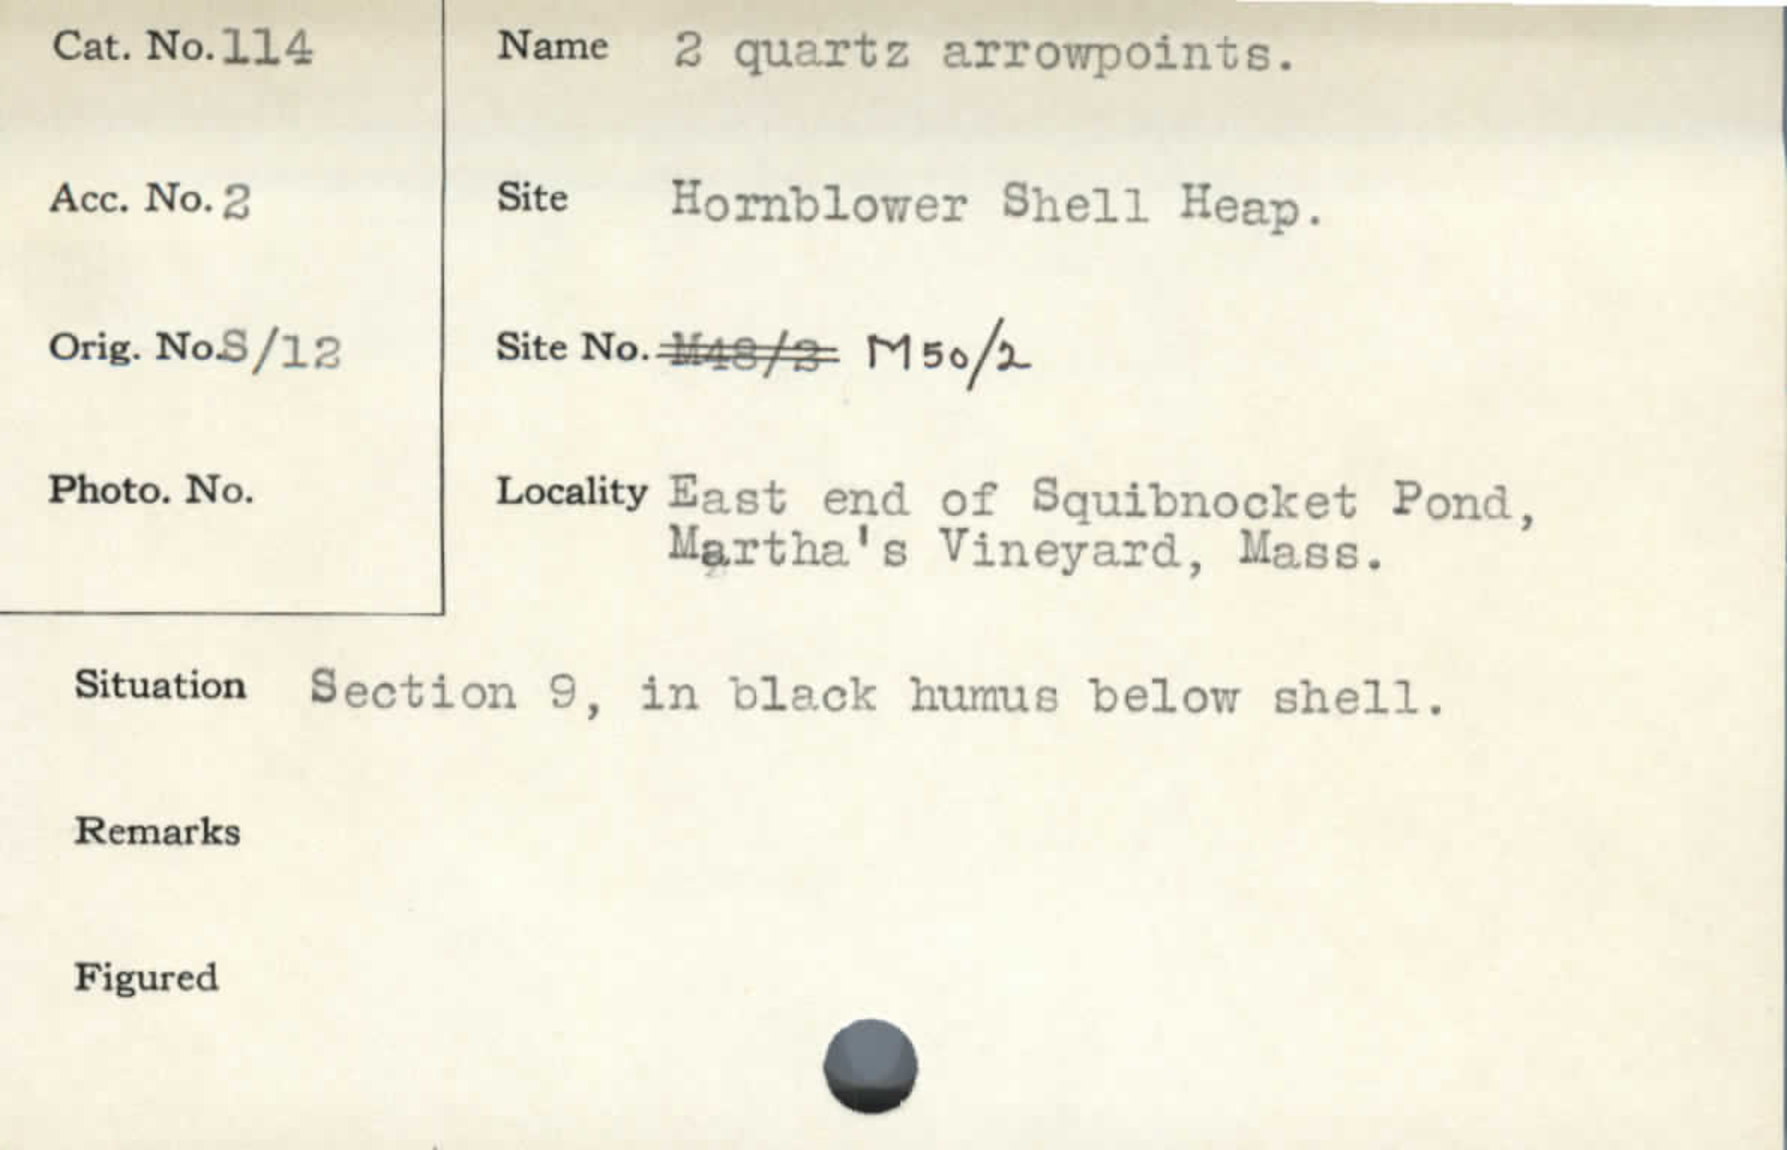 Cat. No. 114
Name 2 quartz arrowpoints.
Acc. No. 2
Site Hornblower Shell Heap.
Orig. No. S/12
Site No. M48/2 M50/2
Photo. No.
Locality East end of Squibnocket Pond,
Martha's Vineyard, Mass.
Situation Section 9, in black humus below shell.
Remarks
Figured